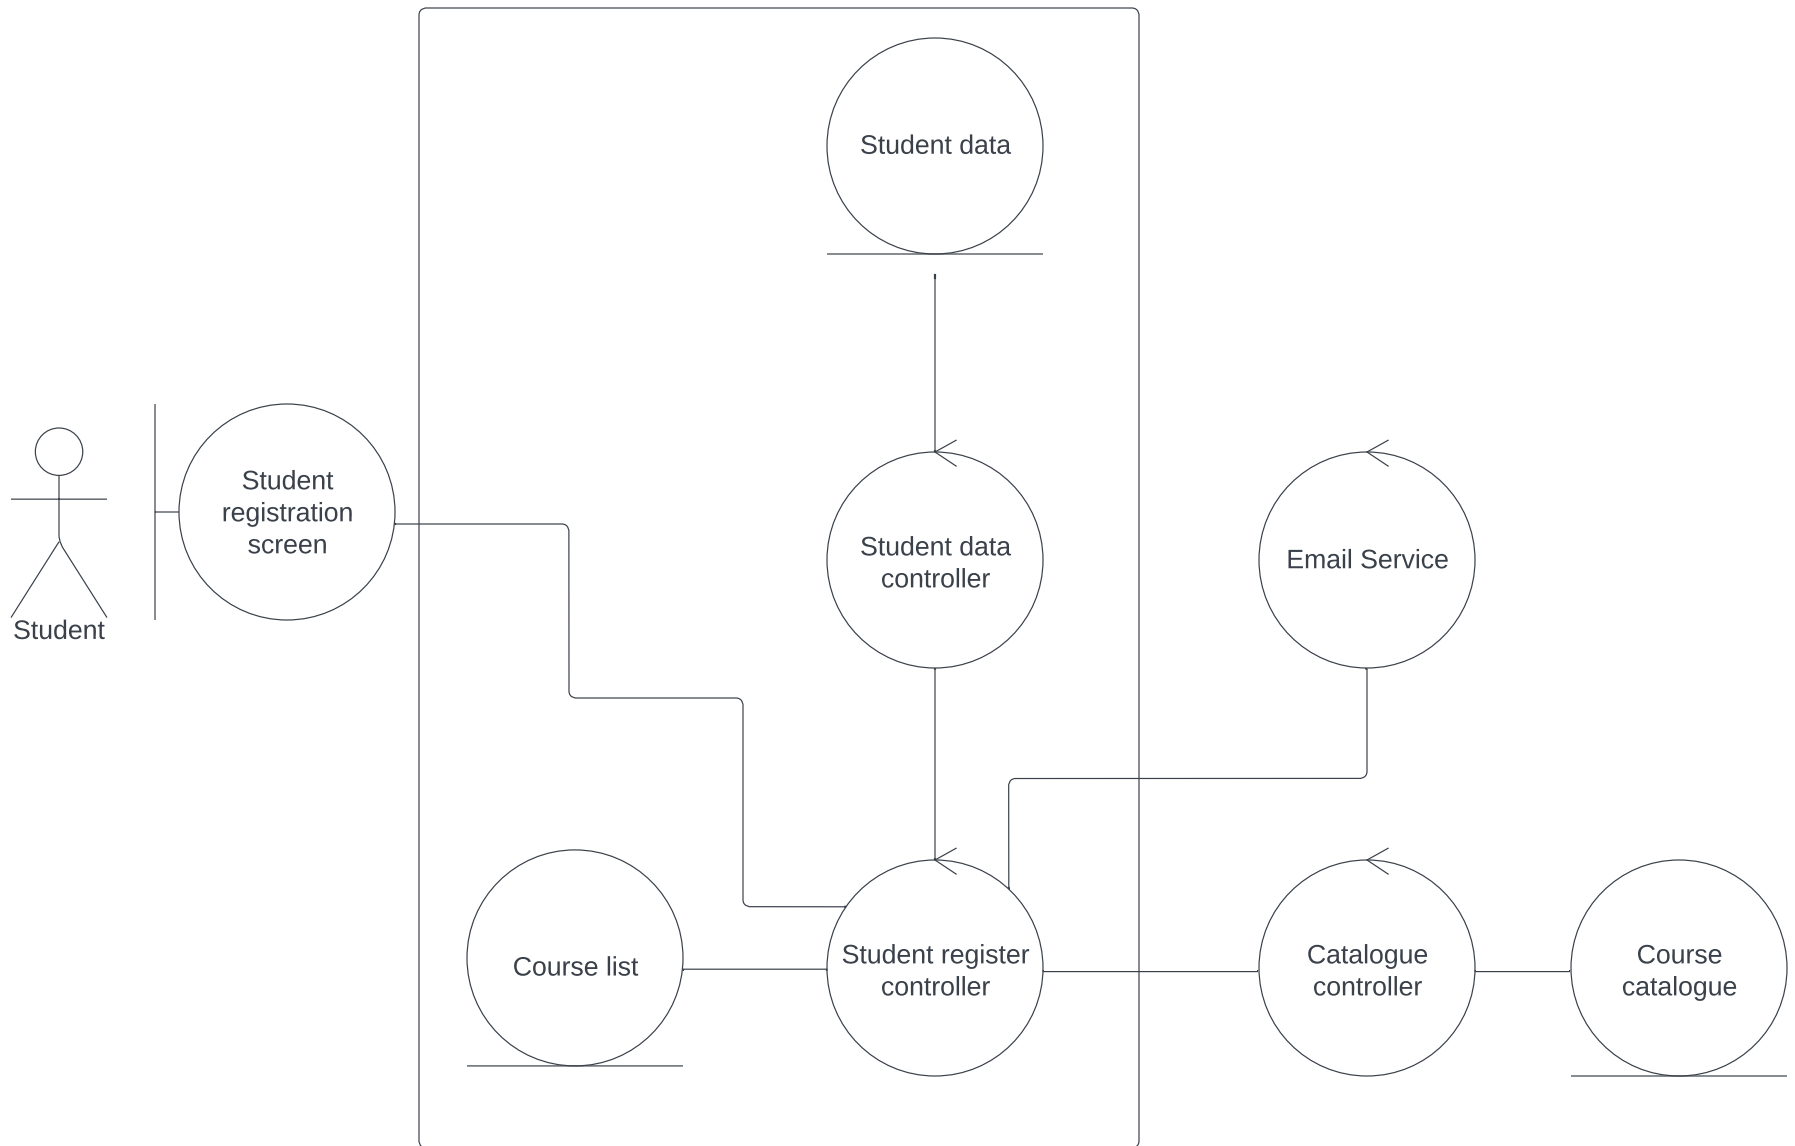 Student data
Student
registration
screen
Student
Student data
controller
Email Service
Course list
Student register
controller
Catalogue
controller
Course
catalogue